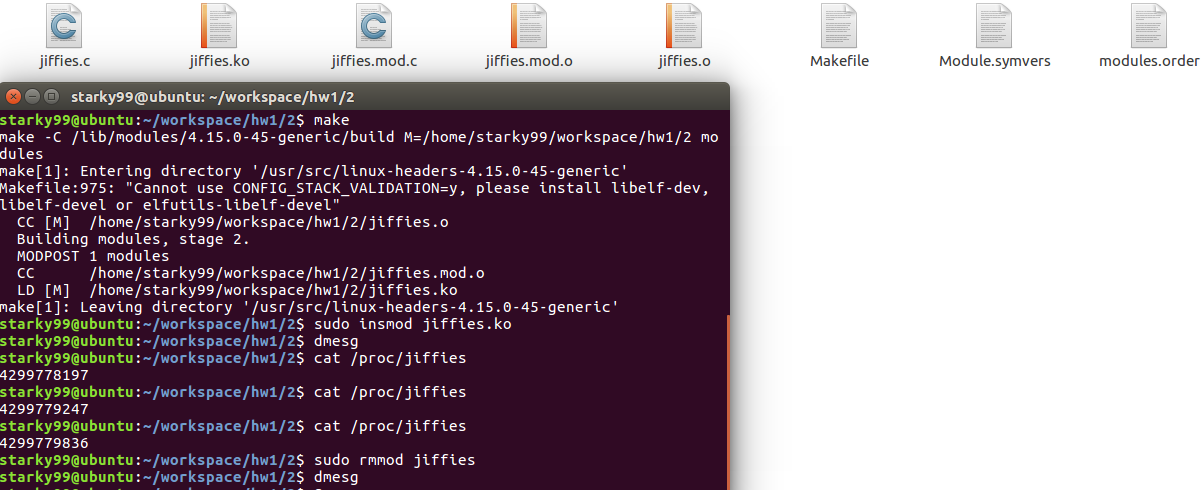 jiffies.c
jiffies.ko
jiffies.mod.c
jiffies.mod.o
jiffies.o
Makefile
Module.symvers
modules.order
starky99@ubuntu: ~/workspace/hw1/2
starky99@ubuntu:~/workspace/hw1/2$ make
make -C /lib/modules/4.15.0-45-generic/build M=/home/starky99/workspace/hw1/2 mo
dules
make[1]: Entering directory '/usr/src/linux-headers-4.15.0-45-generic'
Makefile:975: "Cannot use CONFIG_STACK_VALIDATION=y, please install libelf-dev,
libelf-devel or elfutils-libelf-devel"
  CC [M]  /home/starky99/workspace/hw1/2/jiffies.o
  Building modules, stage 2.
  MODPOST 1 modules
  CC      /home/starky99/workspace/hw1/2/jiffies.mod.o
  LD [M]  /home/starky99/workspace/hw1/2/jiffies.ko
make[1]: Leaving directory '/usr/src/linux-headers-4.15.0-45-generic'
starky99@ubuntu:~/workspace/hw1/2$ sudo insmod jiffies.ko
starky99@ubuntu:~/workspace/hw1/2$ dmesg
starky99@ubuntu:~/workspace/hw1/2$ cat /proc/jiffies
4299778197
starky99@ubuntu:~/workspace/hw1/2$ cat /proc/jiffies
4299779247
starky99@ubuntu:~/workspace/hw1/2$ cat /proc/jiffies
4299779836
starky99@ubuntu:~/workspace/hw1/2$ sudo rmmod jiffies
starky99@ubuntu:~/workspace/hw1/2$ dmesg
starky99@ubuntu:~/workspace/hw1/2$